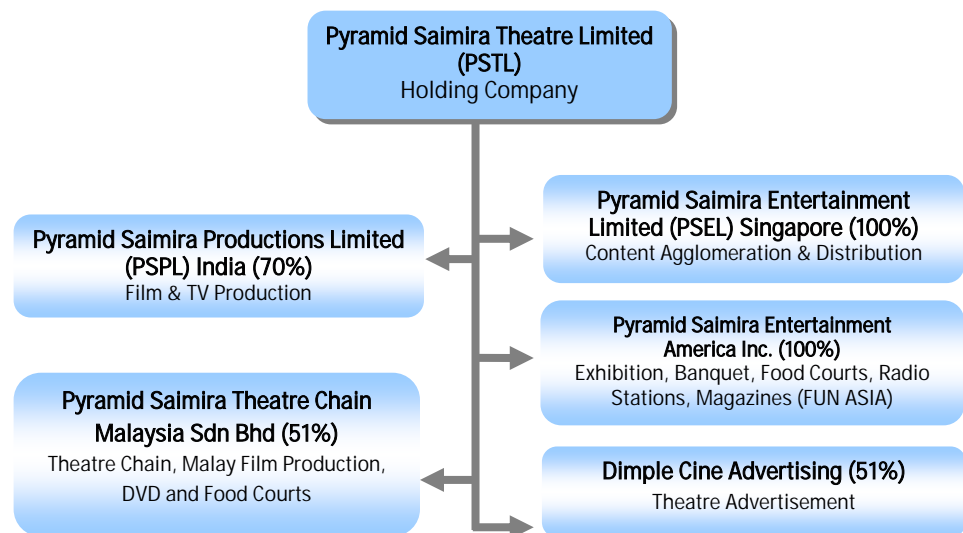 Pyramid Saimira Theatre Limited
(PSTL)
Holding Company
Pyramid Saimira Productions Limited
(PSPL) India (70%)
Film & TV Production
Pyramid Saimira Entertainment
Limited (PSEL) Singapore (100%)
Content Agglomeration & Distribution
Pyramid Saimira Entertainment
America Inc. (100%)
Exhibition, Banquet, Food Courts, Radio
Stations, Magazines (FUN ASIA)
Pyramid Saimira Theatre Chain
Malaysia Sdn Bhd (51%)
Theatre Chain, Malay Film Production,
DVD and Food Courts
Dimple Cine Advertising (51%)
Theatre Advertisement